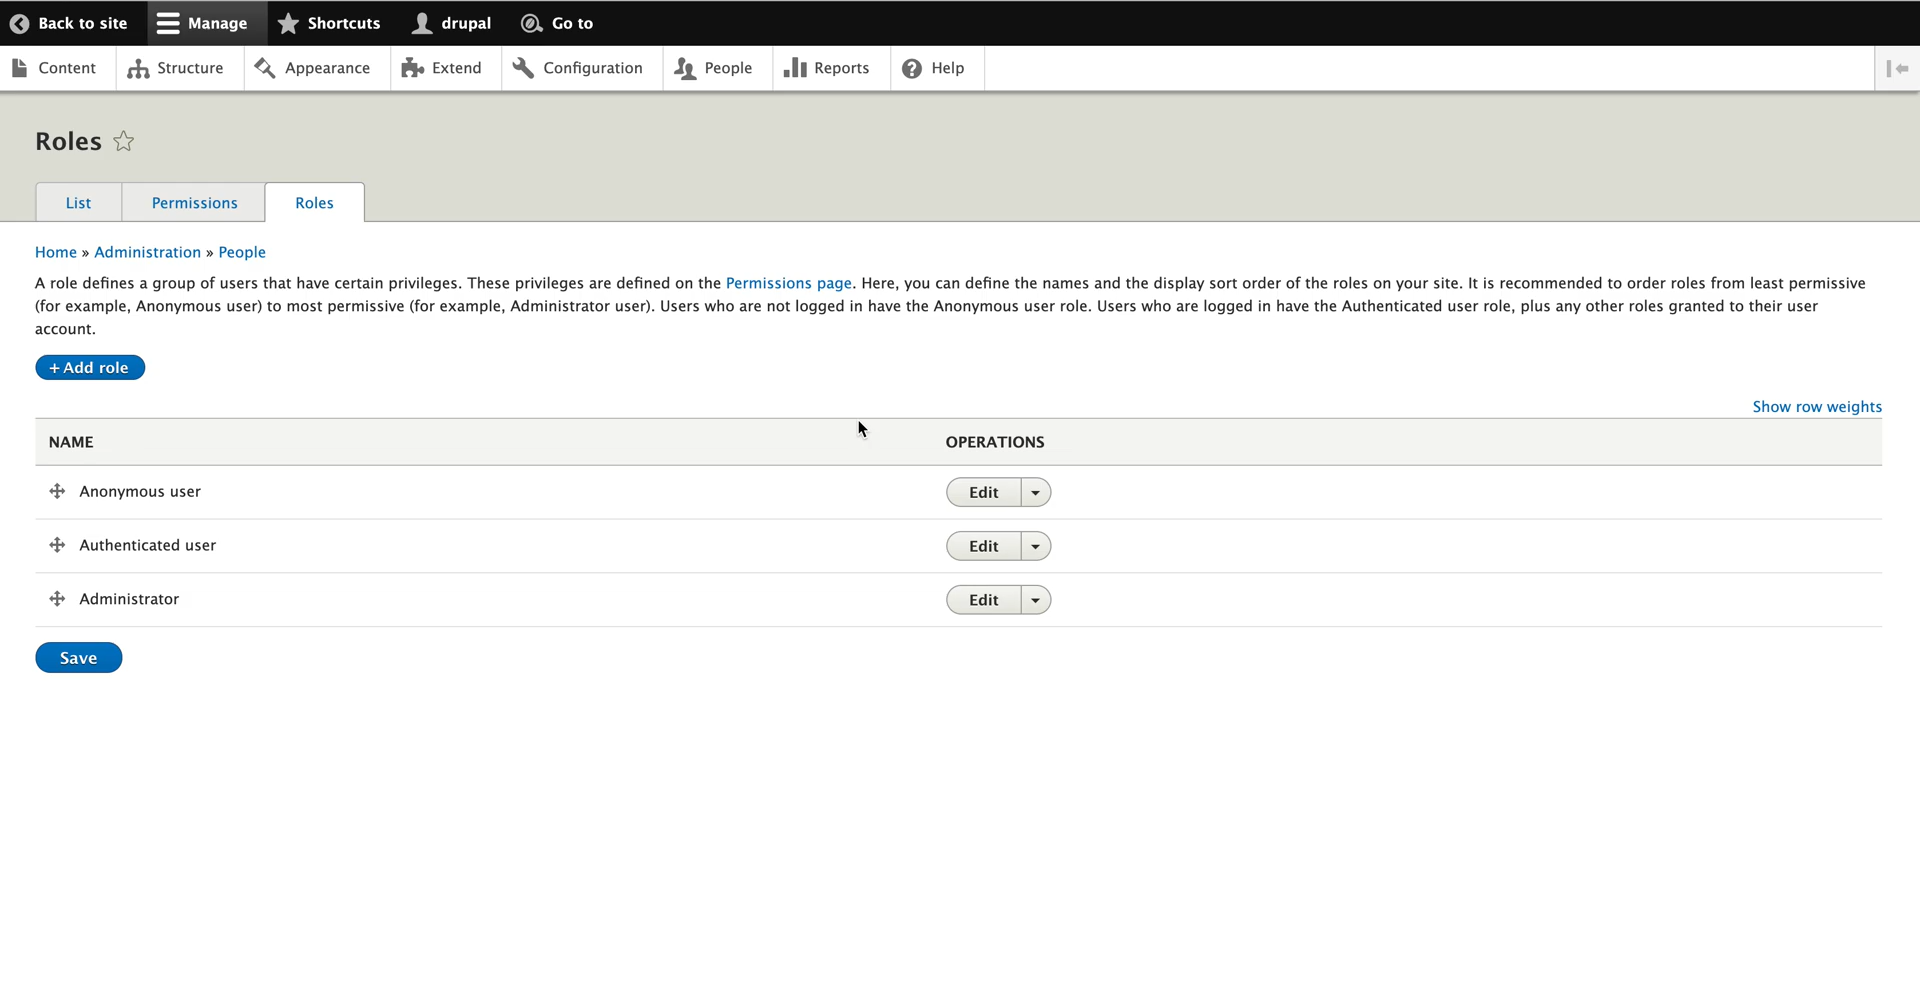 Back to site Manage Shortcuts drupal Go to
Content Structure Appearance Extend Configuration People Reports Help
Roles
List Permissions Roles
Home » Administration » People
A role defines a group of users that have certain privileges. These privileges are defined on the Permissions page. Here, you can define the names and the display sort order of the roles on your site. It is recommended to order roles from least permissive
(for example, Anonymous user) to most permissive (for example, Administrator user). Users who are not logged in have the Anonymous user role. Users who are logged in have the Authenticated user role, plus any other roles granted to their user
account.
+ Add role
Show row weights
NAME OPERATIONS
Anonymous user Edit
Authenticated user Edit
Administrator Edit
Save